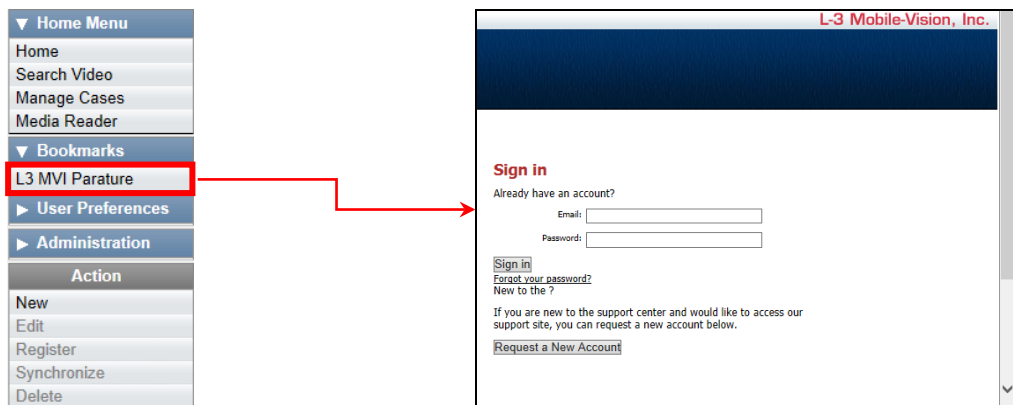 Home Menu
Home
Search Video
Manage Cases
Media Reader
Bookmarks
L3 MVI Parature
User Preferences
Administration
Action
New
Edit
Register
Synchronize
Delete
L-3 Mobile-Vision, Inc.
Sign in
Already have an account?
Email:
Password:
Sign in
Forgot your password?
New to the ?
If you are new to the support center and would like to access our
support site, you can request a new account below.
Request a New Account